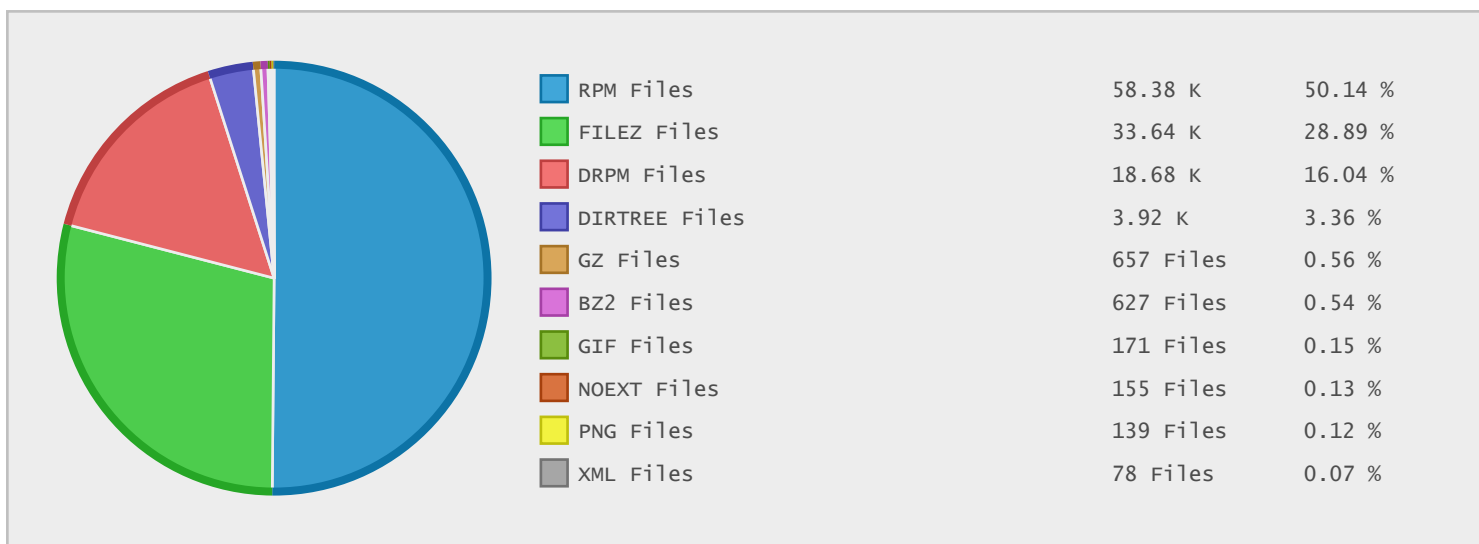 RPM Files 58.38 K 50.14 %
FILEZ Files 33.64 K 28.89 %
DRPM Files 18.68 K 16.04 %
DIRTREE Files 3.92 K 3.36 %
GZ Files 657 Files 0.56 %
BZ2 Files 627 Files 0.54 %
GIF Files 171 Files 0.15 %
NOEXT Files 155 Files 0.13 %
PNG Files 139 Files 0.12 %
XML Files 78 Files 0.07 %